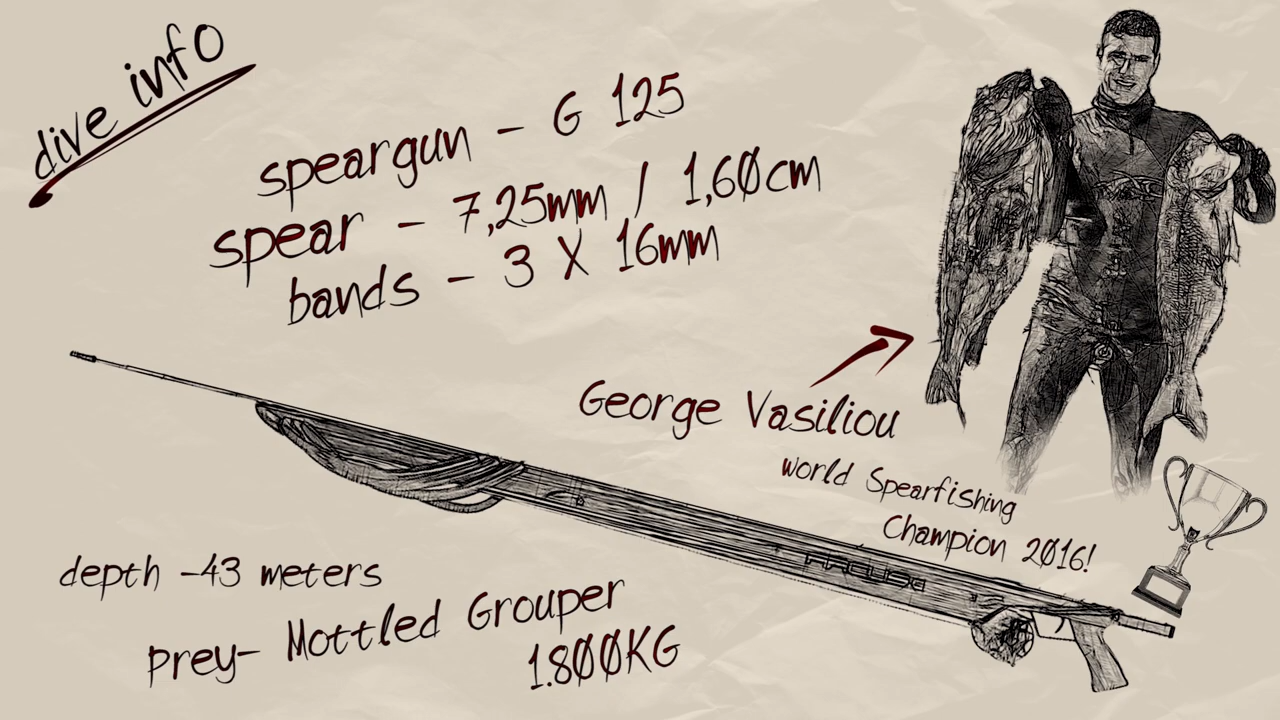 dive info
speargun - G 125
spear - 7,25mm / 1,60cm
bands - 3 X 16mm
George Vasiliou
world Spearfishing
Champion 2016!
depth -43 meters
prey- Mottled Grouper
1.800KG